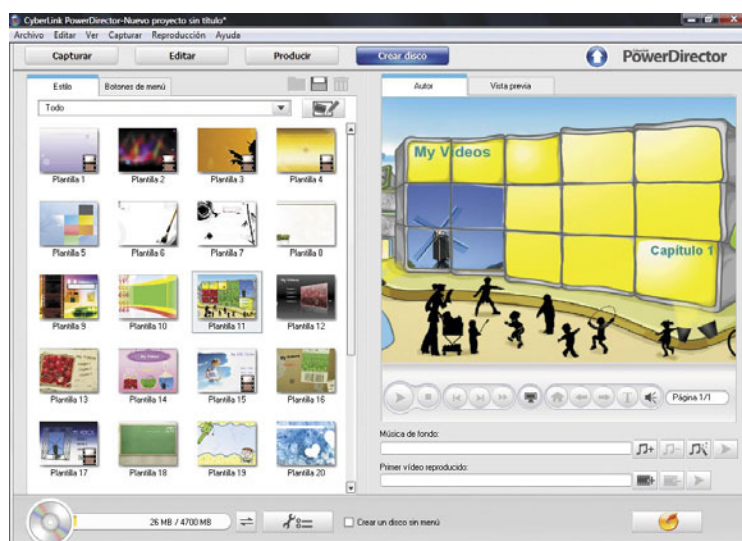 CyberLink PowerDirector-Nuevo proyecto sin título*
Archivo Editar Ver Capturar Reproducción Ayuda
Capturar Editar Producir Crear disco
PowerDirector
Estilo Botones de menú
Autor Vista previa
Todo
Plantilla 1 Plantilla 2 Plantilla 3 Plantilla 4
Plantilla 5 Plantilla 6 Plantilla 7 Plantilla 8
Plantilla 9 Plantilla 10 Plantilla 11 Plantilla 12
Plantilla 13 Plantilla 14 Plantilla 15 Plantilla 16
Plantilla 17 Plantilla 18 Plantilla 19 Plantilla 20
My Videos
Capítulo 1
T Página 1/1
Música de fondo:
Primer vídeo reproducido:
26 MB / 4700 MB Crear un disco sin menú